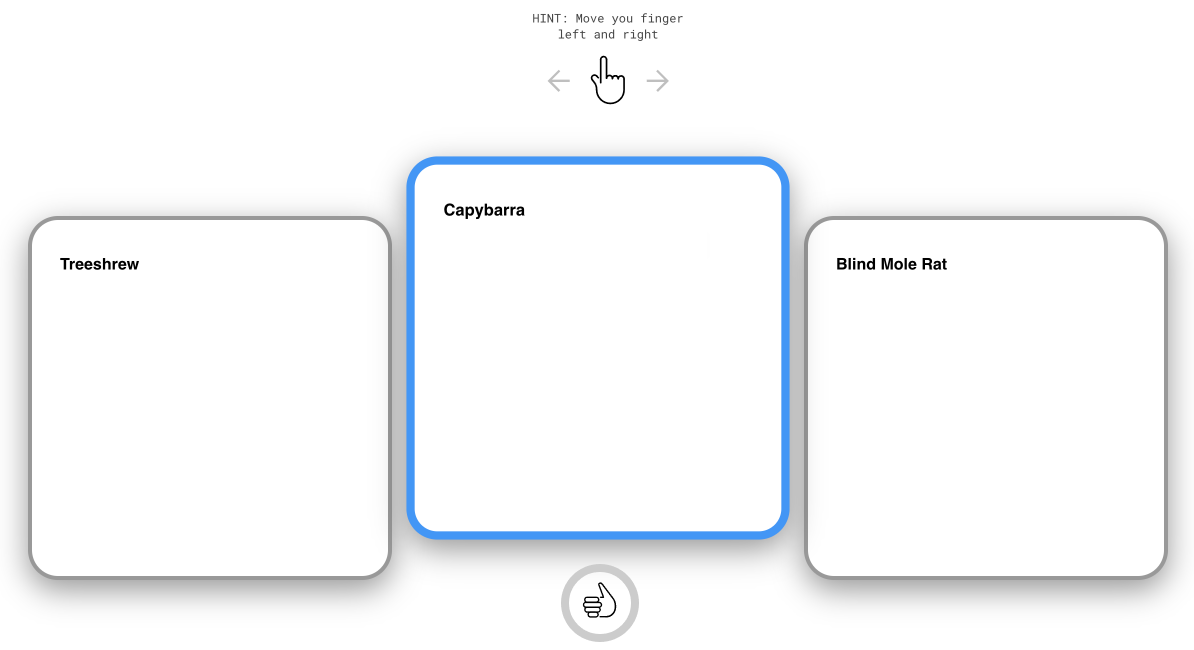 HINT: Move you finger
left and right
Capybarra
Treeshrew
Blind Mole Rat